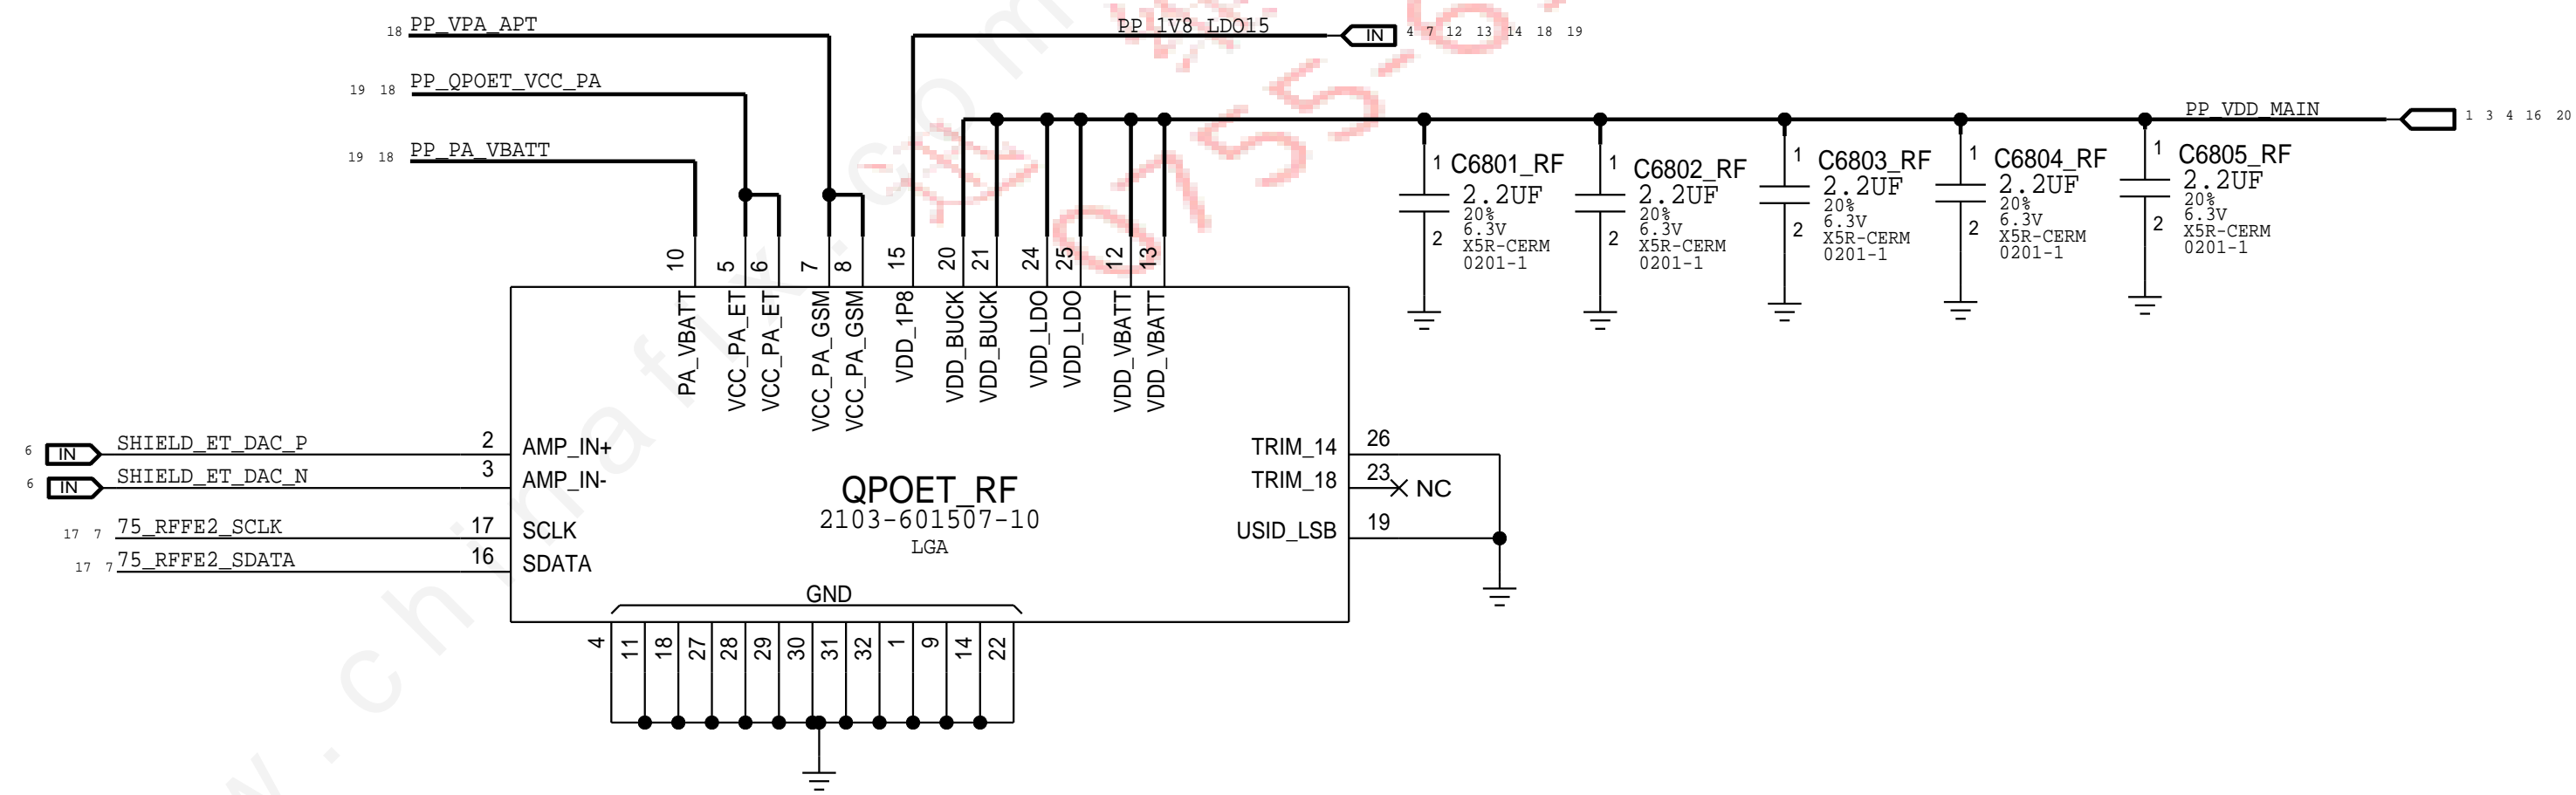 18 PP_VPA_APT
PP_1V8_LDO15 IN 4 7 12 13 14 18 19
19 18 PP_QPOET_VCC_PA
PP_VDD_MAIN 1 3 4 16 20
19 18 PP_PA_VBATT
1 C6801_RF
2.2UF
20%
6.3V
2 X5R-CERM
0201-1
1 C6802_RF
2.2UF
20%
6.3V
2 X5R-CERM
0201-1
1 C6803_RF
2.2UF
20%
6.3V
2 X5R-CERM
0201-1
1 C6804_RF
2.2UF
20%
6.3V
2 X5R-CERM
0201-1
1 C6805_RF
2.2UF
20%
6.3V
2 X5R-CERM
0201-1
10 5 6 7 8 15 20 21 24 25 12 13
PA_VBATT
VCC_PA_ET
VCC_PA_ET
VCC_PA_GSM
VCC_PA_GSM
VDD_1P8
VDD_BUCK
VDD_BUCK
VDD_LDO
VDD_LDO
VDD_VBATT
VDD_VBATT
6 IN SHIELD_ET_DAC_P 2 AMP_IN+
6 IN SHIELD_ET_DAC_N 3 AMP_IN-
17 7 75_RFFE2_SCLK 17 SCLK
17 7 75_RFFE2_SDATA 16 SDATA
QPOET_RF
2103-601507-10
LGA
TRIM_14 26
TRIM_18 23 NC
USID_LSB 19
GND
4 11 18 27 28 29 30 31 32 1 9 14 22